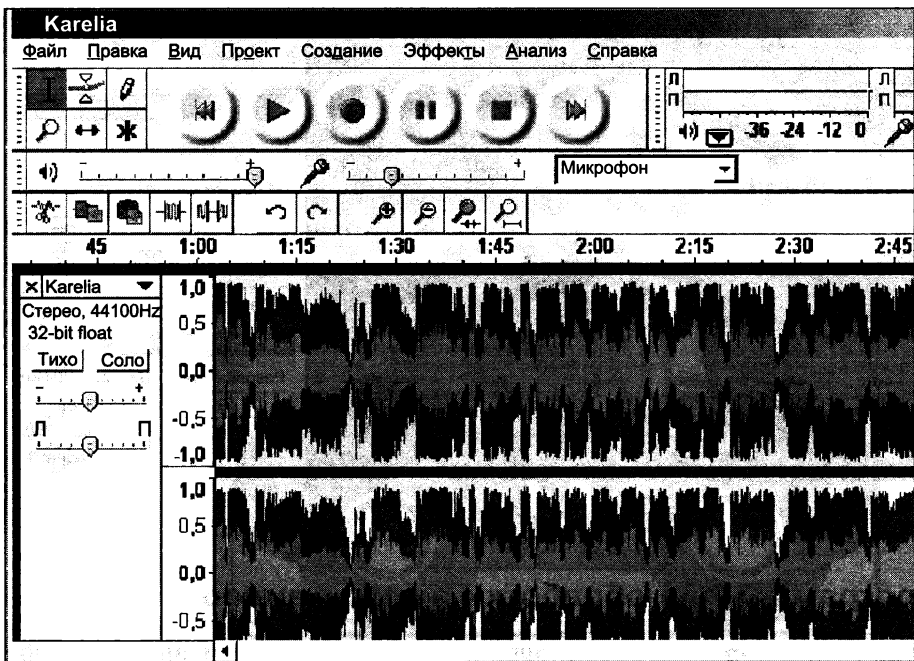 Karelia
Файл Правка Вид Проект Создание Эффекты Анализ Справка
Л Л
П П
-36 -24 -12 0
- + - + Микрофон
45 1:00 1:15 1:30 1:45 2:00 2:15 2:30 2:45
Karelia
Стерео, 44100Hz
32-bit float
Тихо Соло
- +
Л П
1,0
0,5
0,0
-0,5
-1,0
1,0
0,5
0,0
-0,5